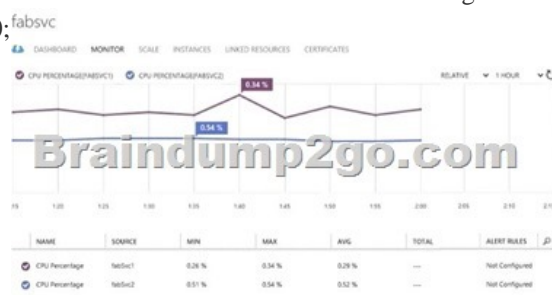 );
fabsvc
DASHBOARD MONITOR SCALE INSTANCES LINKED RESOURCES CERTIFICATES
CPU PERCENTAGE(FABSVC1) CPU PERCENTAGE(FABSVC2) RELATIVE 1 HOUR
0.34 %
0.54 %
Braindump2go.com
1:20 1:25 1:30 1:35 1:40 1:45 1:50 1:55 2:00 2:05 2:10
NAME SOURCE MIN MAX AVG TOTAL ALERT RULES
CPU Percentage fabSvc1 0.26 % 0.34 % 0.29 % --- Not Configured
CPU Percentage fabSvc2 0.51 % 0.54 % 0.52 % --- Not Configured